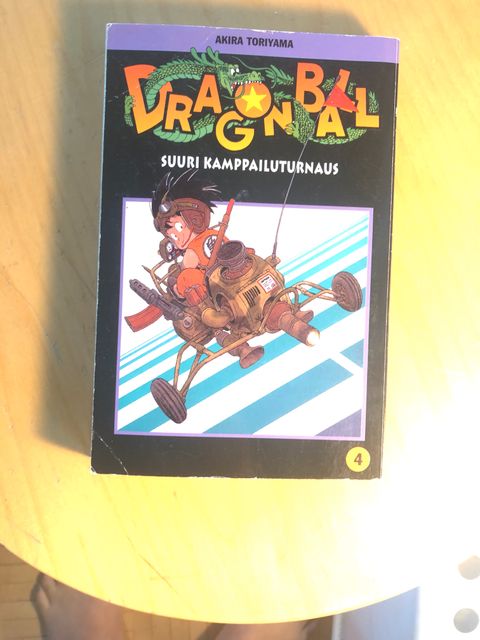 AKIRA TORIYAMA
DRAGON BALL
SUURI KAMPPAILUTURNAUS
4